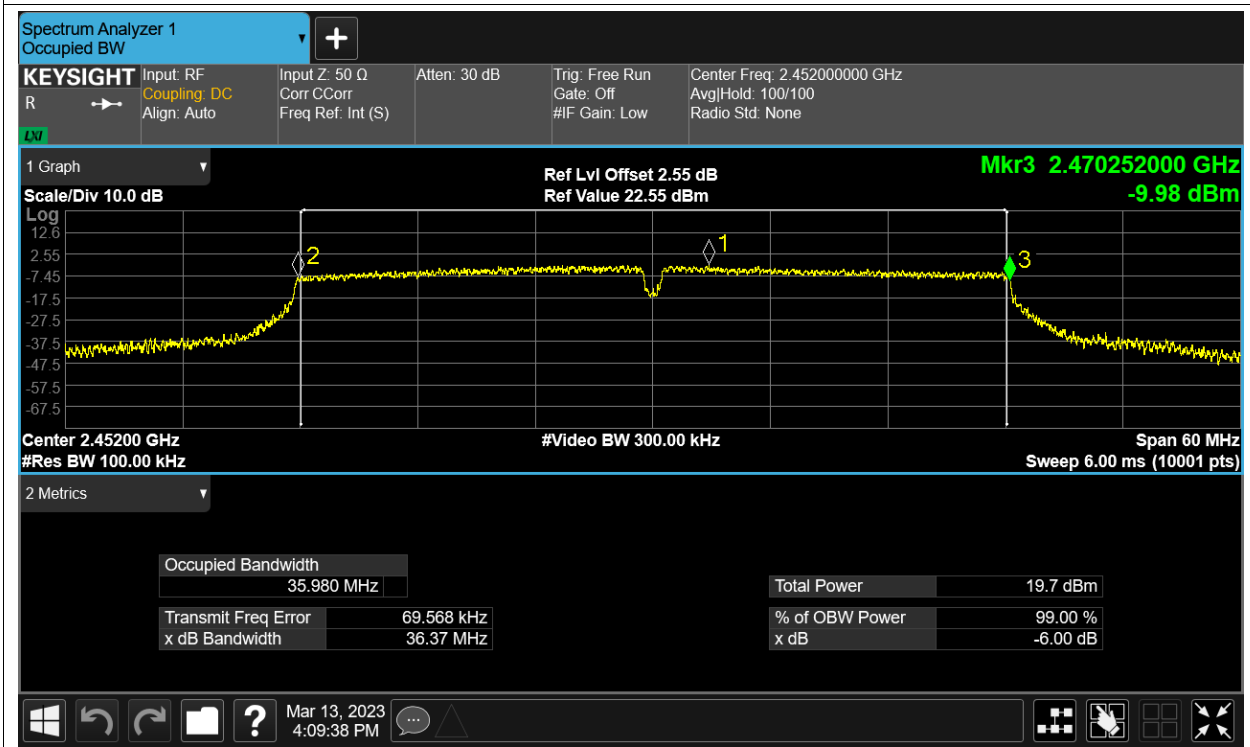 Spectrum Analyzer 1
Occupied BW
KEYSIGHT
R
LXI
Input: RF
Coupling: DC
Align: Auto
Input Z: 50 Ω
Corr CCorr
Freq Ref: Int (S)
Atten: 30 dB
Trig: Free Run
Gate: Off
#IF Gain: Low
Center Freq: 2.452000000 GHz
Avg|Hold: 100/100
Radio Std: None
1 Graph
Scale/Div 10.0 dB
Ref Lvl Offset 2.55 dB
Ref Value 22.55 dBm
Mkr3 2.470252000 GHz
-9.98 dBm
Log
12.6
2.55
-7.45
-17.5
-27.5
-37.5
-47.5
-57.5
-67.5
2
1
3
Center 2.45200 GHz
#Video BW 300.00 kHz
Span 60 MHz
#Res BW 100.00 kHz
Sweep 6.00 ms (10001 pts)
2 Metrics
Occupied Bandwidth
35.980 MHz
Transmit Freq Error 69.568 kHz
x dB Bandwidth 36.37 MHz
Total Power 19.7 dBm
% of OBW Power 99.00 %
x dB -6.00 dB
?
Mar 13, 2023
4:09:38 PM